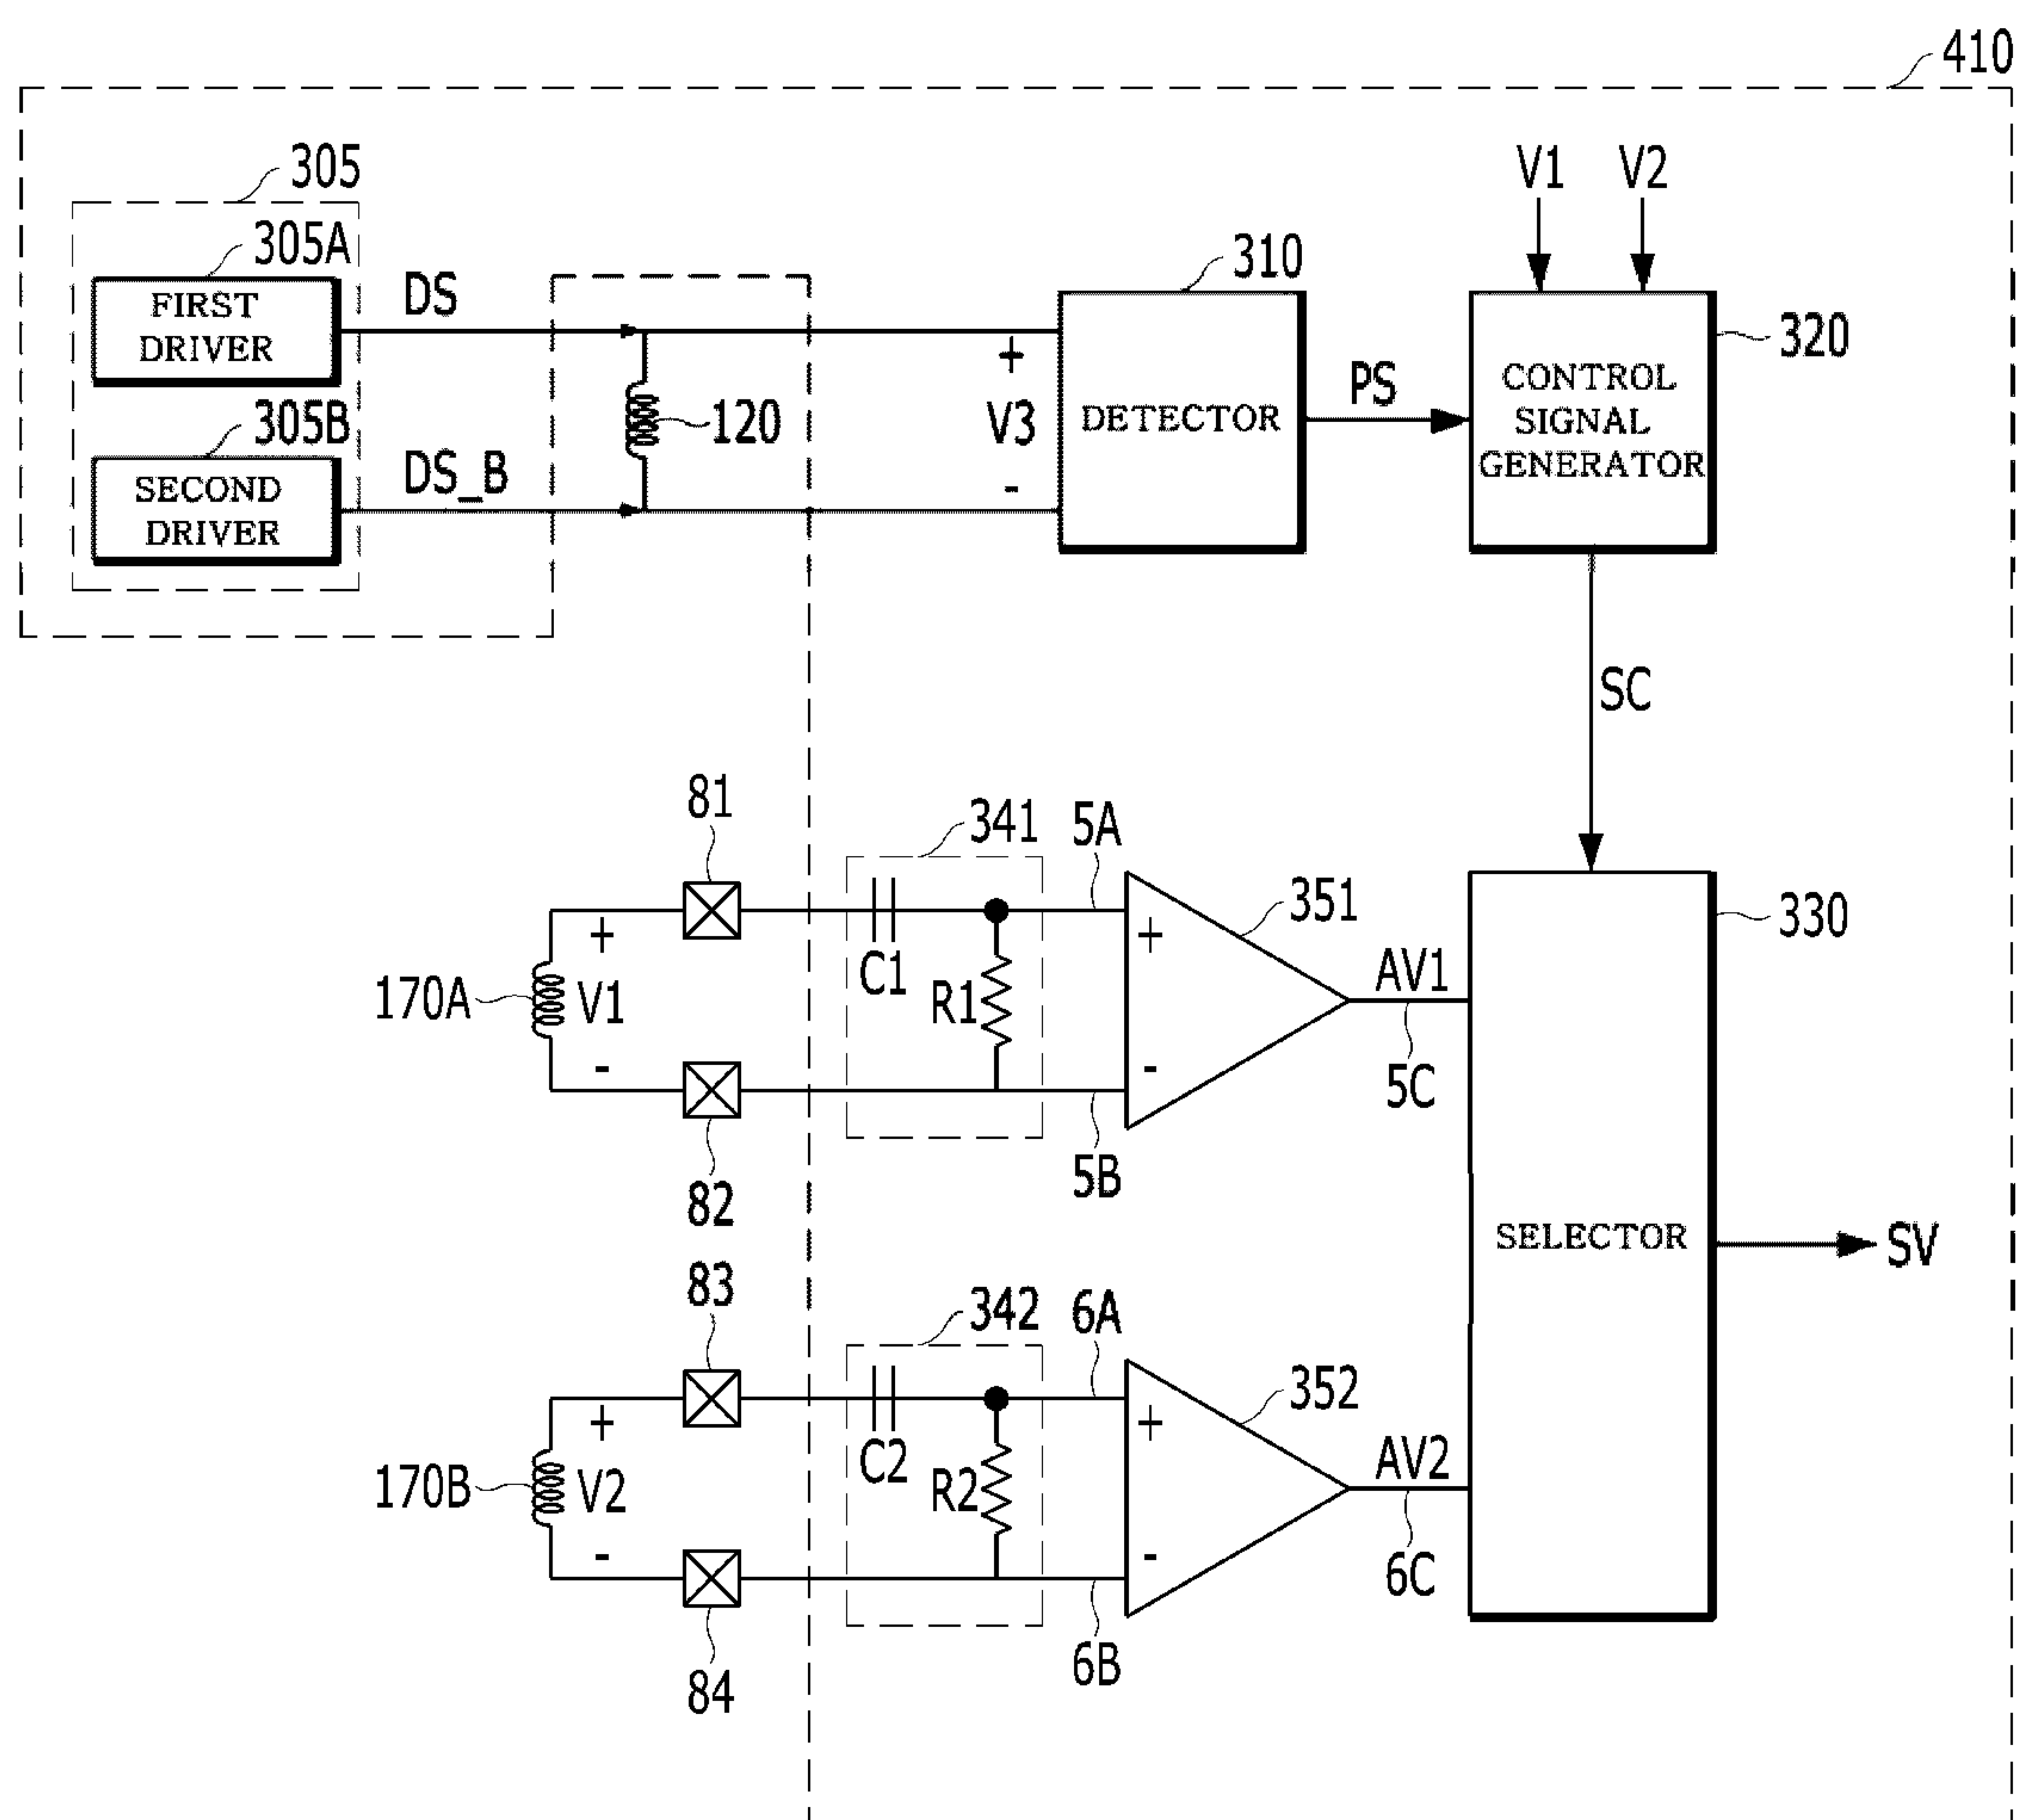 410
305
V1 V2
305A
FIRST
DRIVER
DS
310
320
+
V3
-
DETECTOR
PS
CONTROL
SIGNAL
GENERATOR
120
305B
SECOND
DRIVER
DS_B
SC
81
341
5A
351
330
+
V1
-
170A
C1
R1
+
-
AV1
5C
82
5B
SELECTOR
SV
83
342
6A
352
+
V2
-
170B
C2
R2
+
-
AV2
6C
84
6B